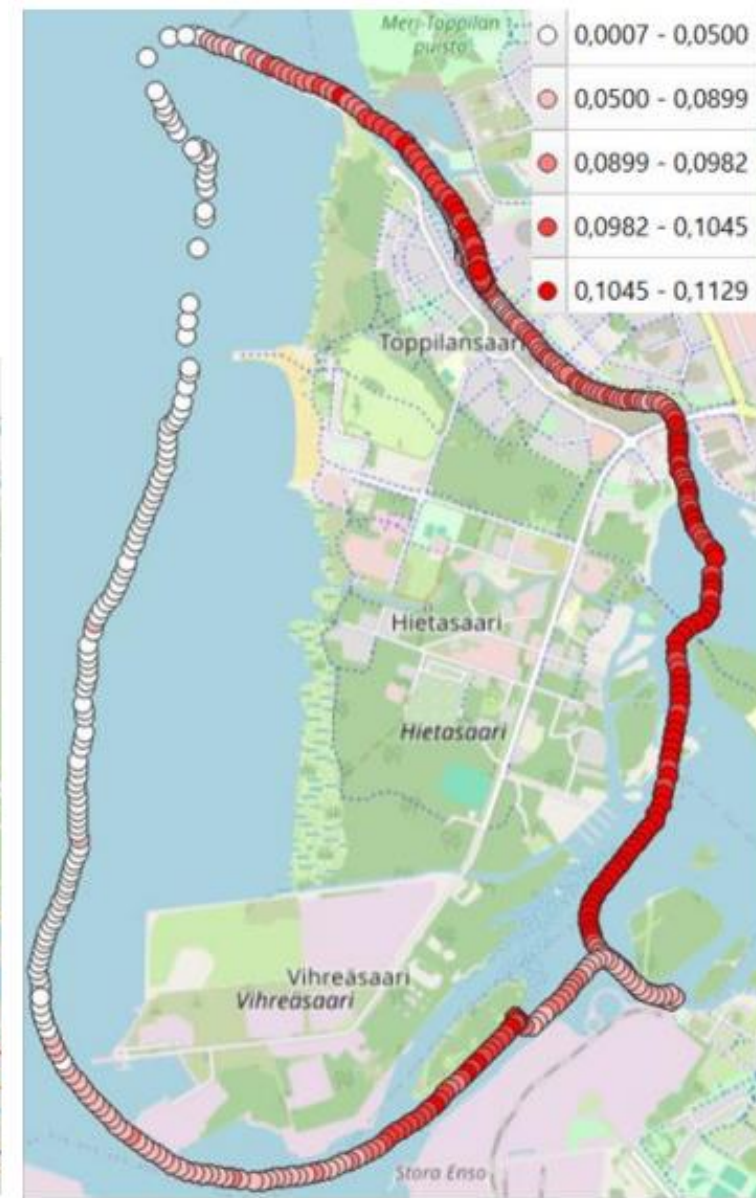 Meri-Toppilan
puisto
0,0007 - 0,0500
0,0500 - 0,0899
0,0899 - 0,0982
0,0982 - 0,1045
0,1045 - 0,1129
Toppilansaari
Hietasaari
Hietasaari
Vihreäsaari
Vihreäsaari
Stora Enso